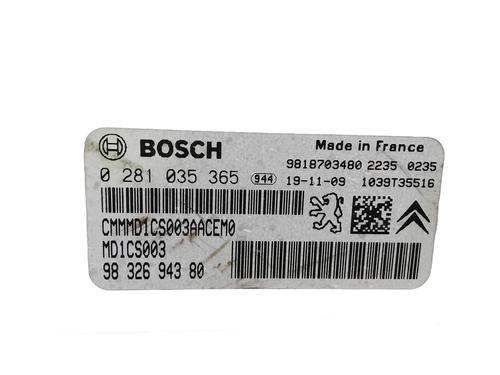 BOSCH
Made in France
9818703480 2235 0235
0 281 035 365 944 19-11-09 1039T35516
CMMMD1CS003AACEM0
MD1CS003
98 326 943 80